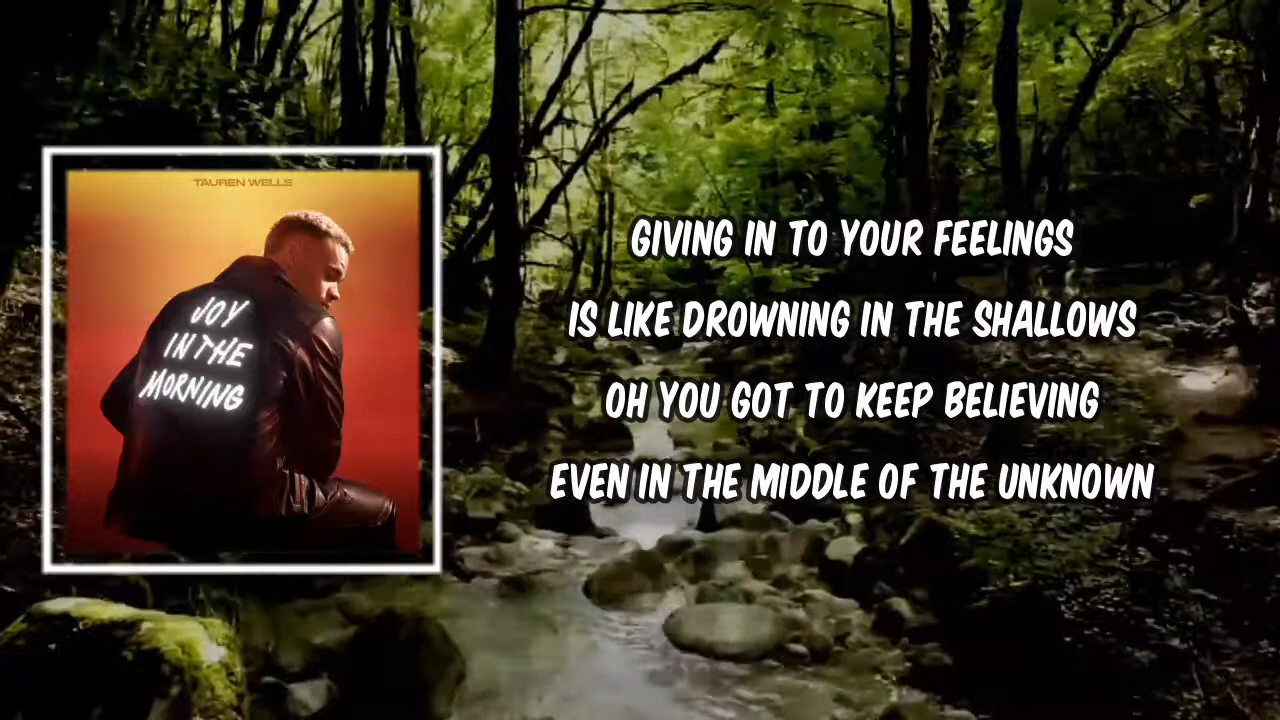 TAUREN WELLS
JOY
IN THE
MORNING
GIVING IN TO YOUR FEELINGS
IS LIKE DROWNING IN THE SHALLOWS
OH YOU GOT TO KEEP BELIEVING
EVEN IN THE MIDDLE OF THE UNKNOWN